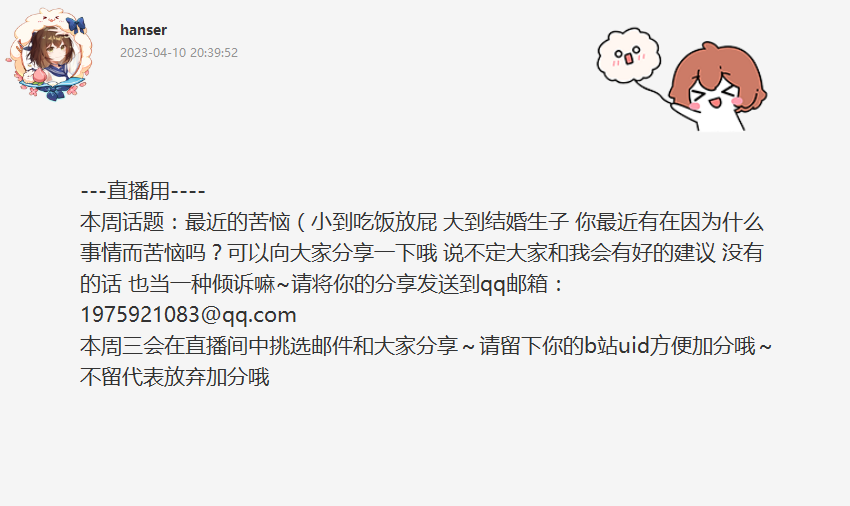 hanser
2023-04-10 20:39:52
---直播用----
本周话题：最近的苦恼（小到吃饭放屁 大到结婚生子 你最近有在因为什么
事情而苦恼吗？可以向大家分享一下哦 说不定大家和我会有好的建议 没有
的话 也当一种倾诉嘛~请将你的分享发送到qq邮箱：
1975921083@qq.com
本周三会在直播间中挑选邮件和大家分享～请留下你的b站uid方便加分哦～
不留代表放弃加分哦